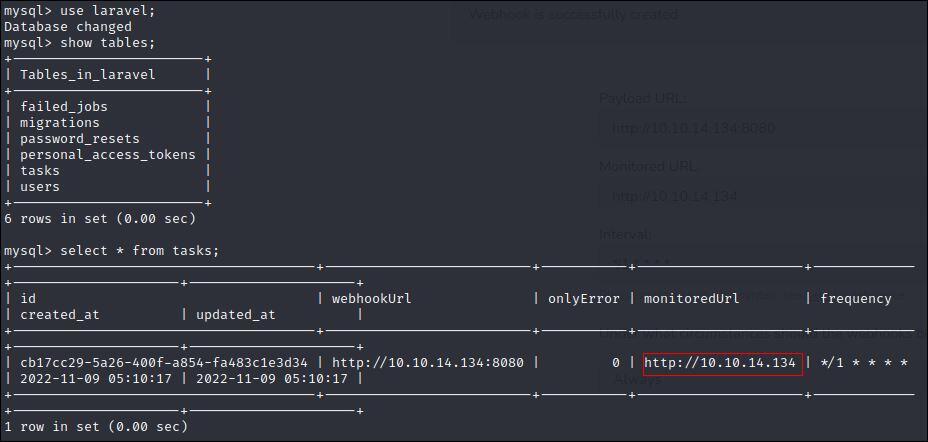 mysql> use laravel;
Webhook is successfully created
Database changed
mysql> show tables;
+-----------------------+
| Tables_in_laravel |
+-----------------------+
| failed_jobs |
| migrations |
| password_resets |
| personal_access_tokens |
| tasks |
| users |
+-----------------------+
6 rows in set (0.00 sec)
Payload URL:
http://10.10.14.134:8080
Monitored URL
http://10.10.14.134
Interval:
mysql> select * from tasks;
| id | webhookUrl | onlyError | monitoredUrl | frequency
| created_at | updated_at |
| cb17cc29-5a26-400f-a854-fa483c1e3d34 | http://10.10.14.134:8080 | 0 | http://10.10.14.134 | */1 * * * *
| 2022-11-09 05:10:17 | 2022-11-09 05:10:17 |
Always
1 row in set (0.00 sec)